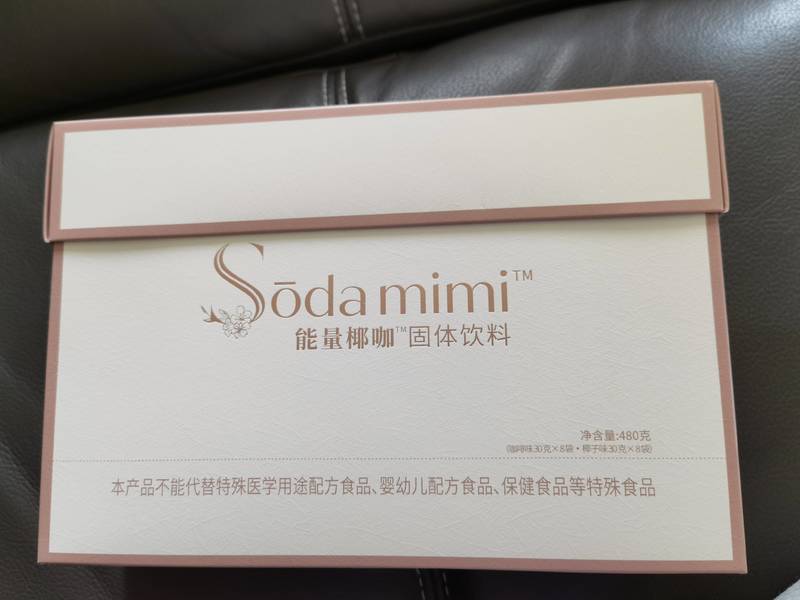 Sōdamimi™
能量椰咖™固体饮料
净含量:480克
(咖啡味30克×8袋·椰子味30克×8袋)
本产品不能代替特殊医学用途配方食品、婴幼儿配方食品、保健食品等特殊食品